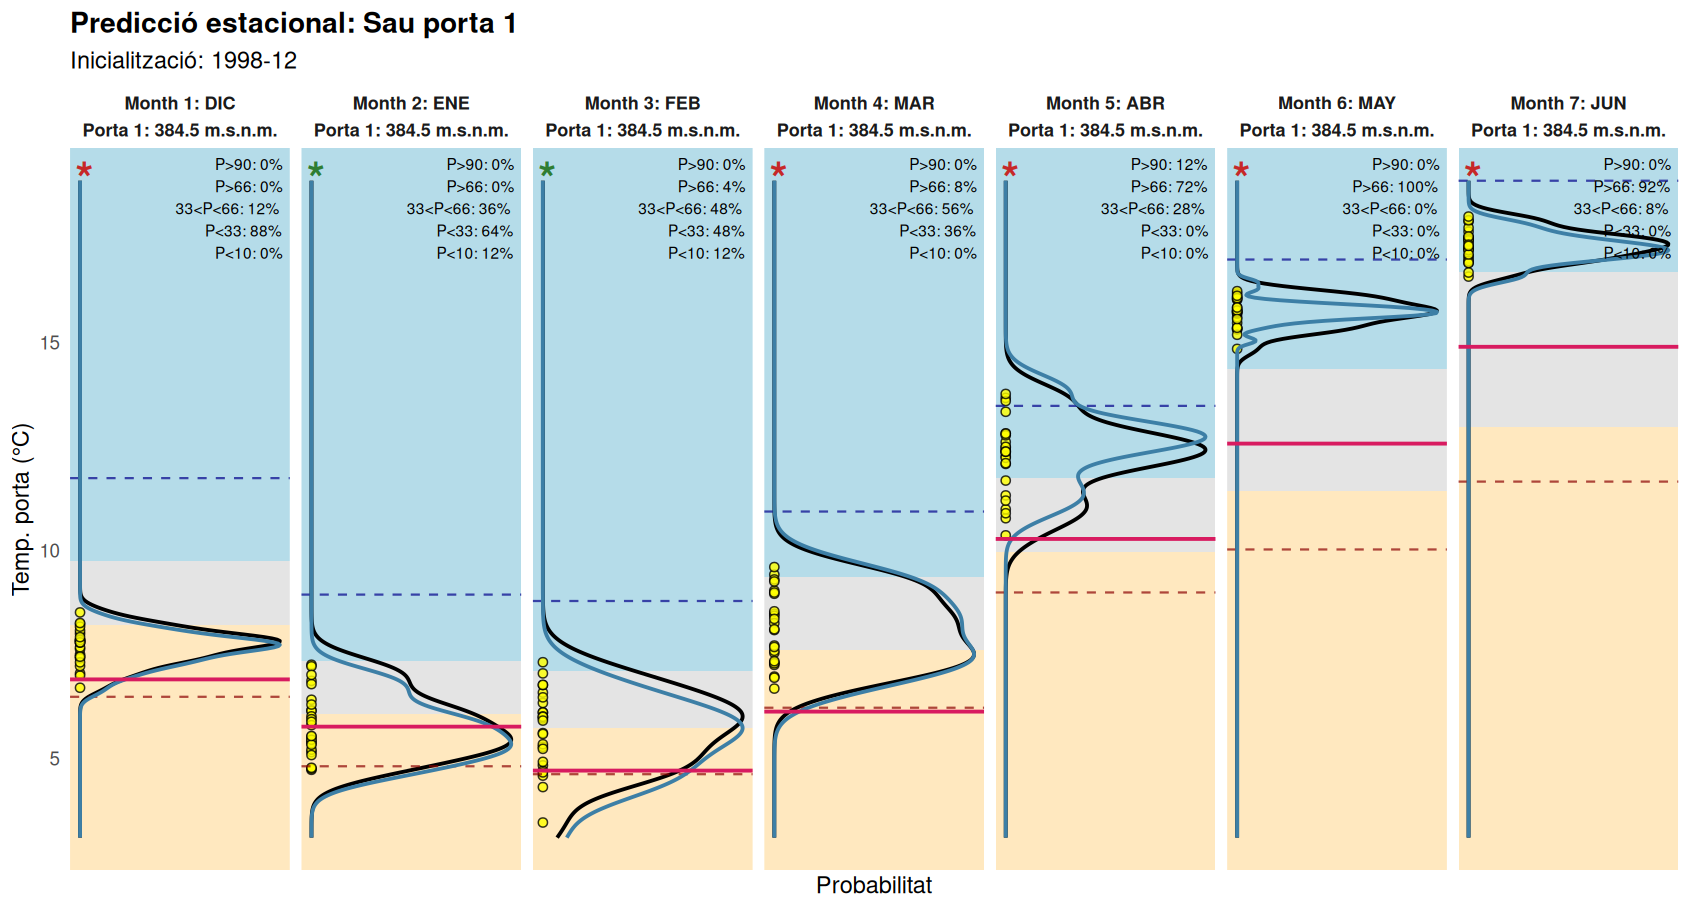 Predicció estacional: Sau porta 1
Inicialització: 1998-12
Month 1: DIC
Porta 1: 384.5 m.s.n.m.
Month 2: ENE
Porta 1: 384.5 m.s.n.m.
Month 3: FEB
Porta 1: 384.5 m.s.n.m.
Month 4: MAR
Porta 1: 384.5 m.s.n.m.
Month 5: ABR
Porta 1: 384.5 m.s.n.m.
Month 6: MAY
Porta 1: 384.5 m.s.n.m.
Month 7: JUN
Porta 1: 384.5 m.s.n.m.
*
P>90: 0%
P>66: 0%
33<P<66: 12%
P<33: 88%
P<10: 0%
*
P>90: 0%
P>66: 0%
33<P<66: 36%
P<33: 64%
P<10: 12%
*
P>90: 0%
P>66: 4%
33<P<66: 48%
P<33: 48%
P<10: 12%
*
P>90: 0%
P>66: 8%
33<P<66: 56%
P<33: 36%
P<10: 0%
*
P>90: 12%
P>66: 72%
33<P<66: 28%
P<33: 0%
P<10: 0%
*
P>90: 0%
P>66: 100%
33<P<66: 0%
P<33: 0%
P<10: 0%
*
P>90: 0%
P>66: 92%
33<P<66: 8%
P<33: 0%
P<10: 0%
Temp. porta (°C)
15
10
5
Probabilitat